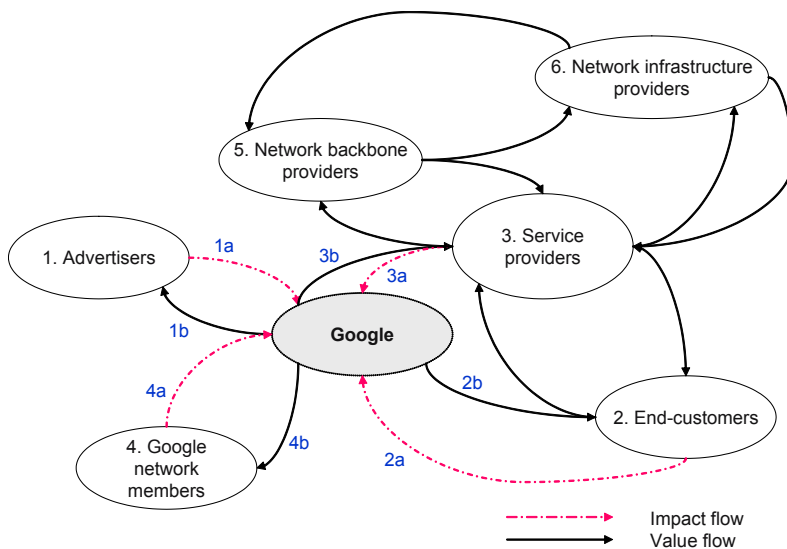 6. Network infrastructure
providers
5. Network backbone
providers
1. Advertisers
1a
3b
3. Service
providers
3a
1b
Google
4a
2b
2. End-customers
4b
4. Google
network
members
2a
Impact flow
Value flow